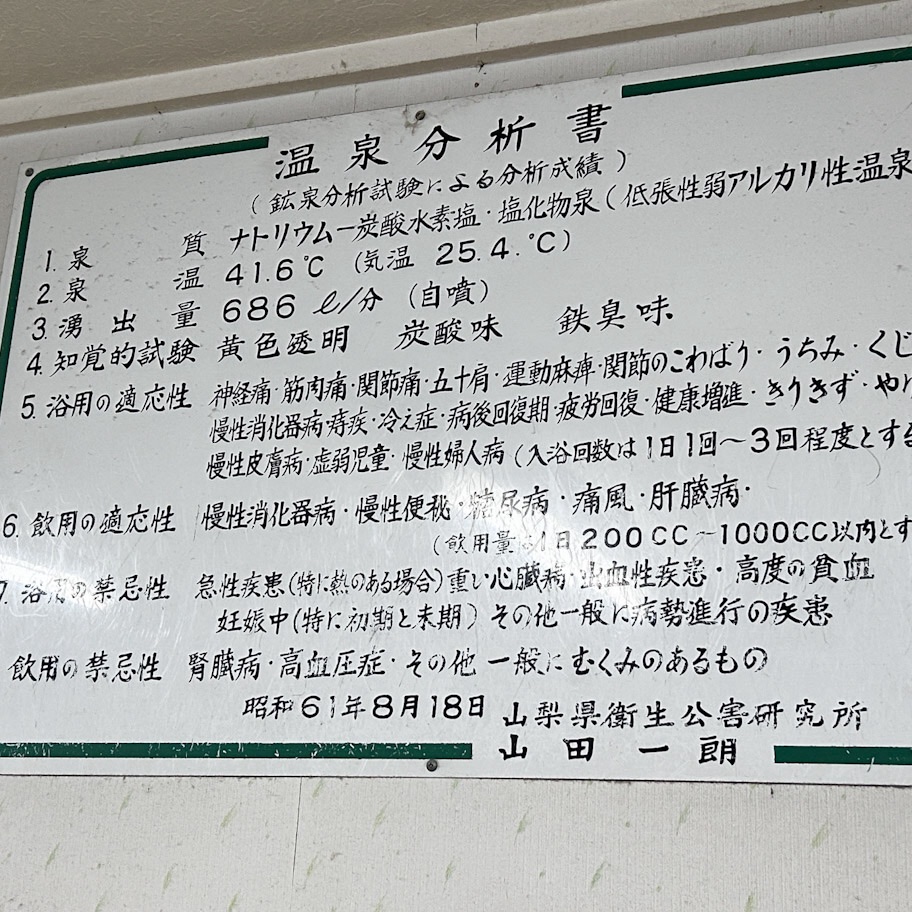 温泉分析書
(鉱泉分析試験による分析成績)
1.泉質 ナトリウム−炭酸水素塩・塩化物泉(低張性弱アルカリ性温泉
2.泉温 41.6℃ (気温 25.4.℃)
3.湧出量 686 ℓ/分 (自噴)
4.知覚的試験 黄色透明 炭酸味 鉄臭味
5.浴用の適応性 神経痛・筋肉痛・関節痛・五十肩・運動麻痺・関節のこわばり・うちみ・くじ
慢性消化器病・痔疾・冷え症・病後回復期・疲労回復・健康増進・きりきず・や
慢性皮膚病・虚弱児童・慢性婦人病(入浴回数は1日1回〜3回程度とする
6.飲用の適応性 慢性消化器病・慢性便秘・糖尿病・痛風・肝臓病・
(飲用量は1日200CC〜1000CC以内とす
7.浴用の禁忌性 急性疾患(特に熱のある場合)重い心臓病・出血性疾患・高度の貧血
妊娠中(特に初期と末期)その他一般に病勢進行の疾患
飲用の禁忌性 腎臓病・高血圧症・その他一般にむくみのあるもの
昭和61年8月18日 山梨県衛生公害研究所
山田一朗